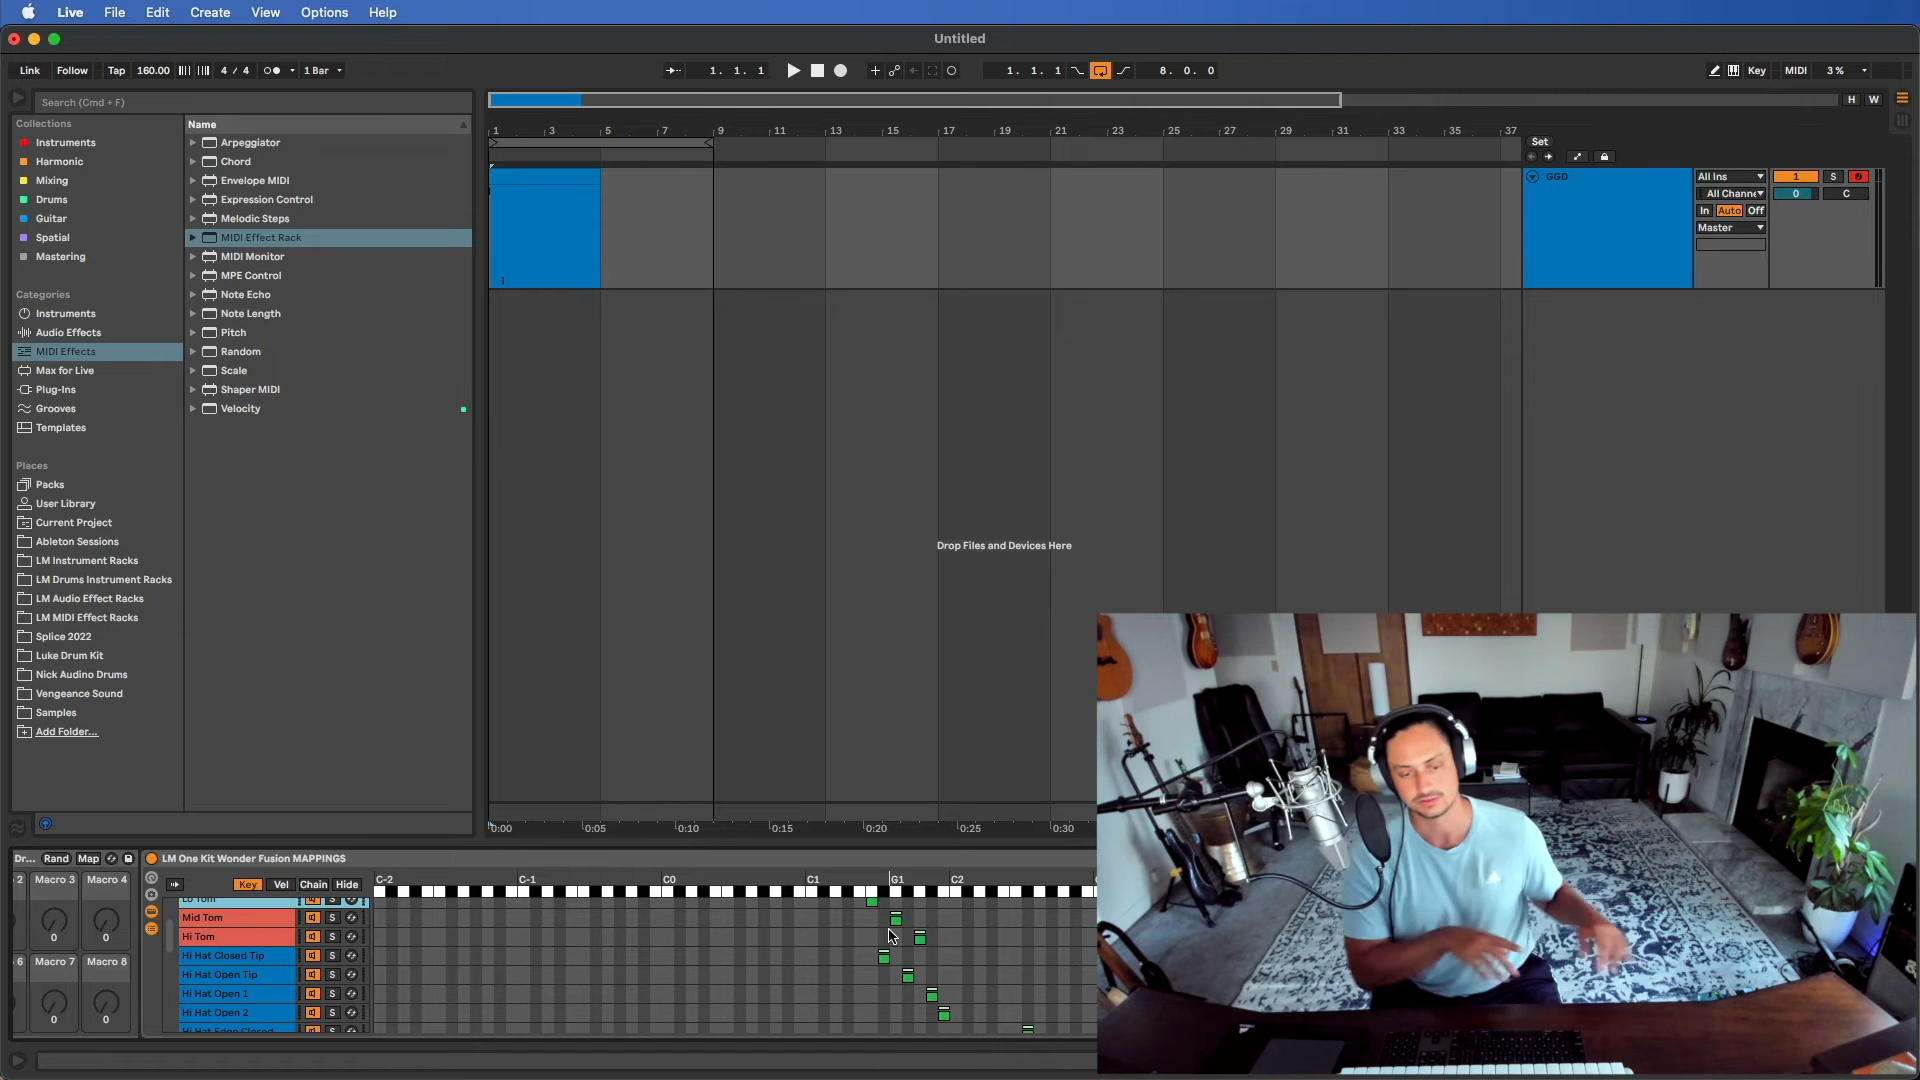 Live File Edit View Create Options Help
Untitled
Link Follow Tap 160.00 4 / 4 1 Bar 1. 1. 1 1. 1. 1 8. 0. 0 Key MIDI 3 %
Search (Cmd + F) H W
Collections Name
Instruments Arpeggiator
Harmonic Chord
Mixing Envelope MIDI
Drums Expression Control
Guitar Melodic Steps
Spatial MIDI Effect Rack
Mastering MIDI Monitor
MPE Control
Categories Note Echo
Instruments Note Length
Audio Effects Pitch
MIDI Effects Random
Max for Live Scale
Plug-Ins Shaper MIDI
Grooves Velocity
Templates
Places
Packs
User Library
Current Project
Ableton Sessions
LM Instrument Racks
LM Drums Instrument Racks
LM Audio Effect Racks
LM MIDI Effect Racks
Splice 2022
Luke Drum Kit
Nick Audino Drums
Vengeance Sound
Samples
Add Folder...
1 3 5 7 9 11 13 15 17 19 21 23 25 27 29 31 33 35 37
Set
GGD All Ins 1 S
All Channe 0 C
In Auto Off
Master
Drop Files and Devices Here
0:00 0:05 0:10 0:15 0:20 0:25 0:30
Dr... Rand Map LM One Kit Wonder Fusion MAPPINGS
2 Macro 3 Macro 4 Key Vel Chain Hide C-2 C-1 C0 C1 G1 C2
Lo Tom S
Mid Tom S
0 0 Hi Tom S
Hi Hat Closed Tip S
6 Macro 7 Macro 8 Hi Hat Open Tip S
Hi Hat Open 1 S
0 0 Hi Hat Open 2 S
Hi Hat Edge Closed S